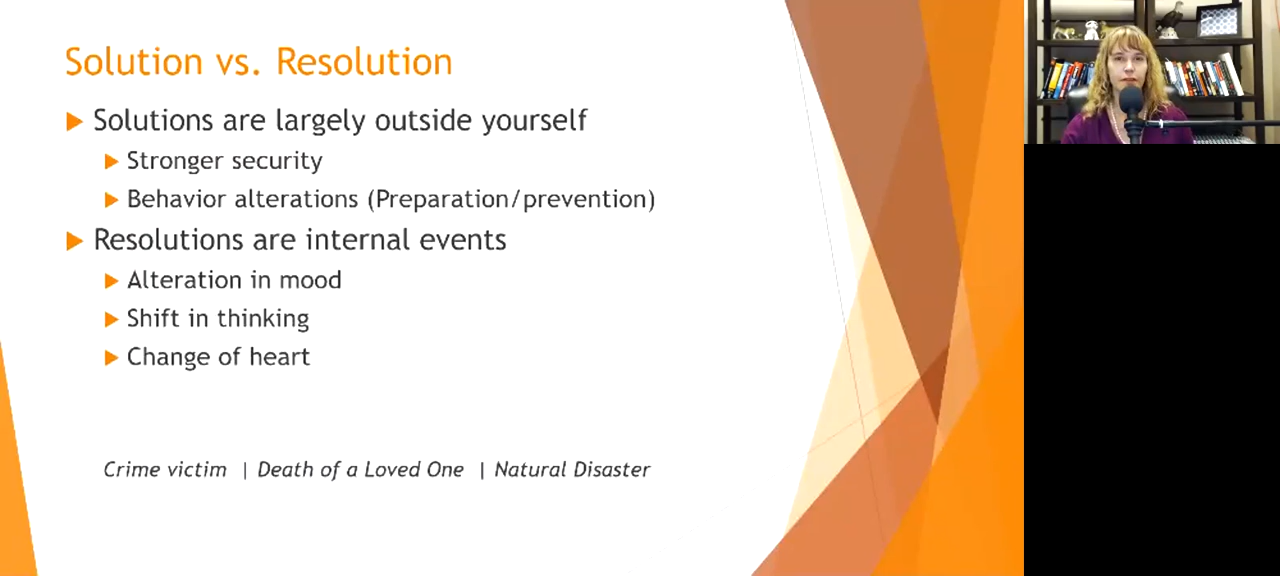 Solution vs. Resolution
Solutions are largely outside yourself
Stronger security
Behavior alterations (Preparation/prevention)
Resolutions are internal events
Alteration in mood
Shift in thinking
Change of heart
Crime victim | Death of a Loved One | Natural Disaster